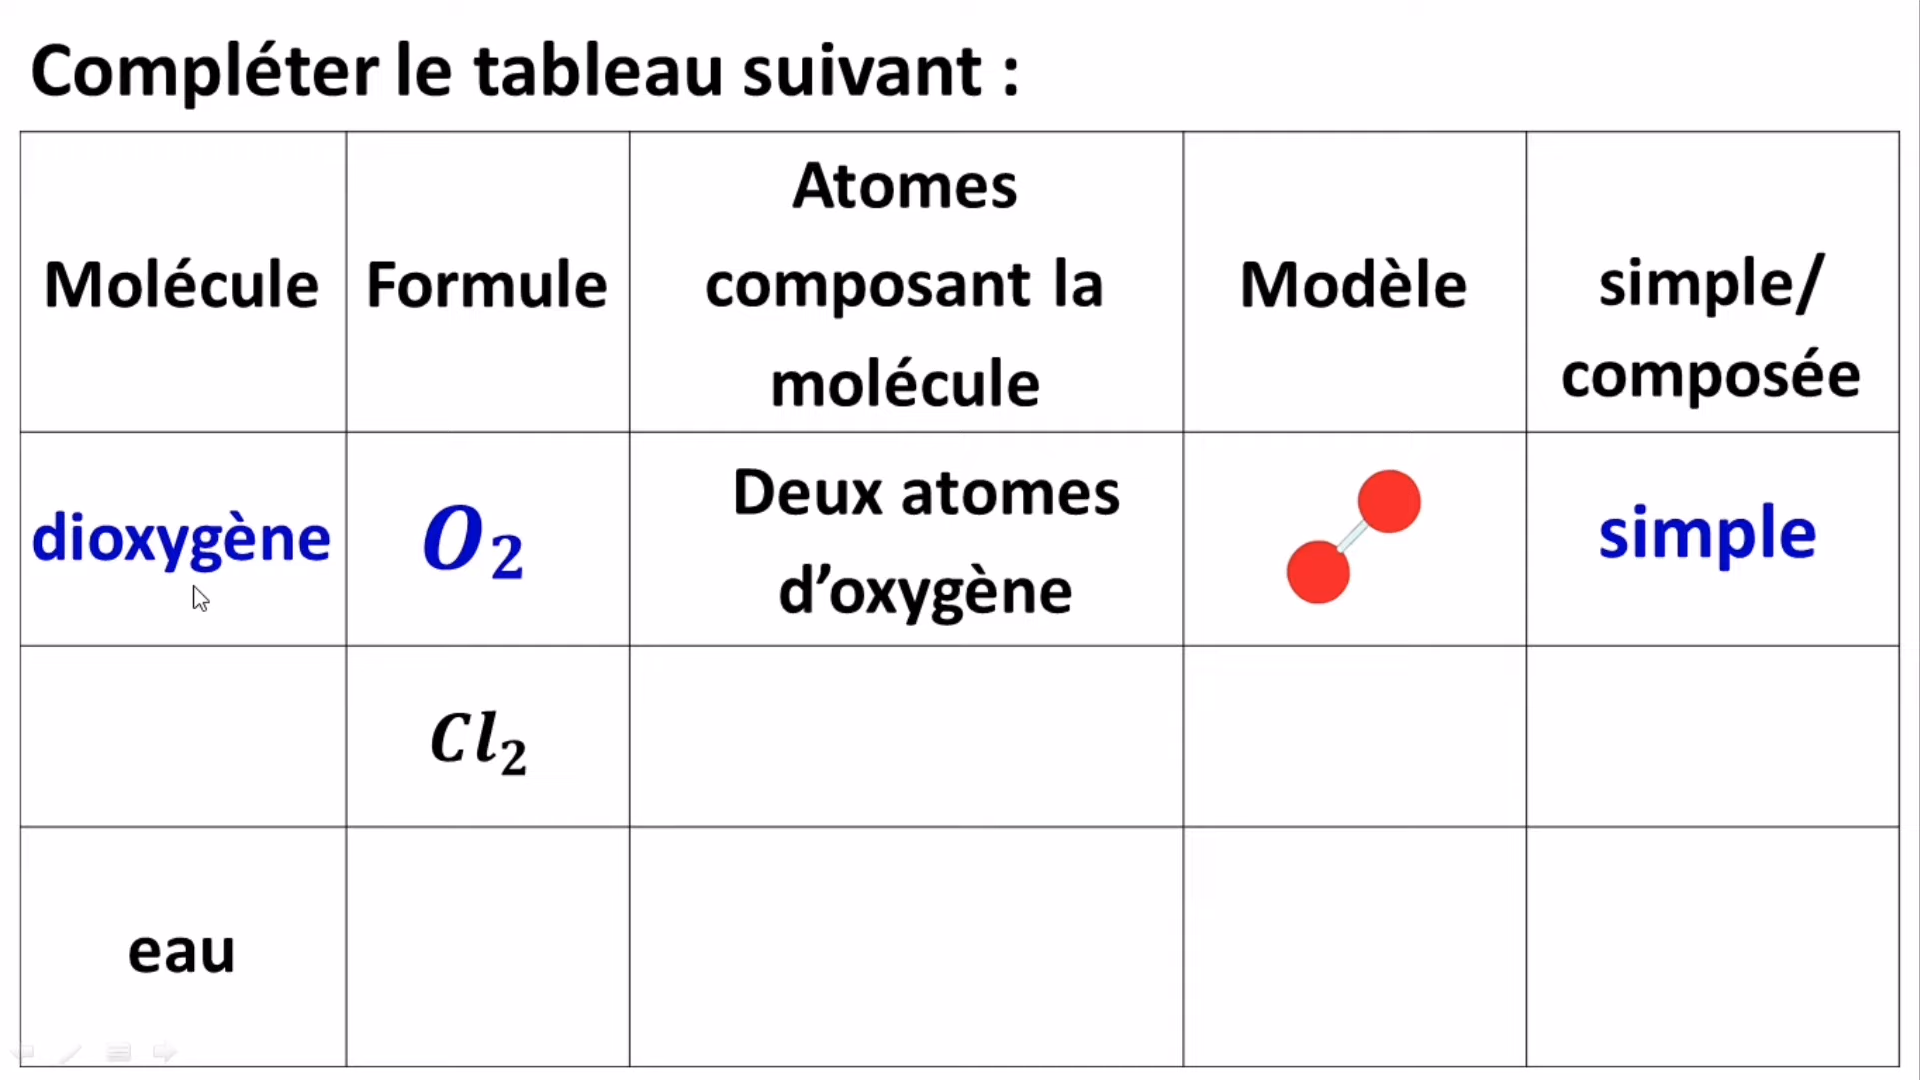 Compléter le tableau suivant :
Molécule
Formule
Atomes
composant la
molécule
Modèle
simple/
composée
dioxygène
O₂
Deux atomes
d’oxygène
simple
Cl₂
eau